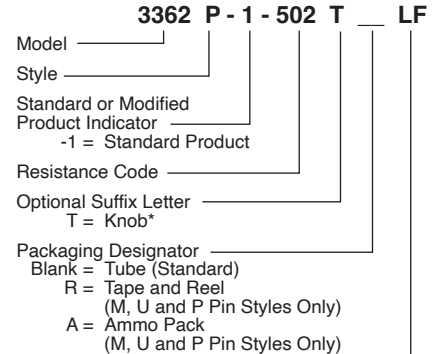 3362 P - 1 - 502 T __ LF
Model
Style
Standard or Modified
Product Indicator
-1 = Standard Product
Resistance Code
Optional Suffix Letter
T = Knob*
Packaging Designator
Blank = Tube (Standard)
R = Tape and Reel
(M, U and P Pin Styles Only)
A = Ammo Pack
(M, U and P Pin Styles Only)